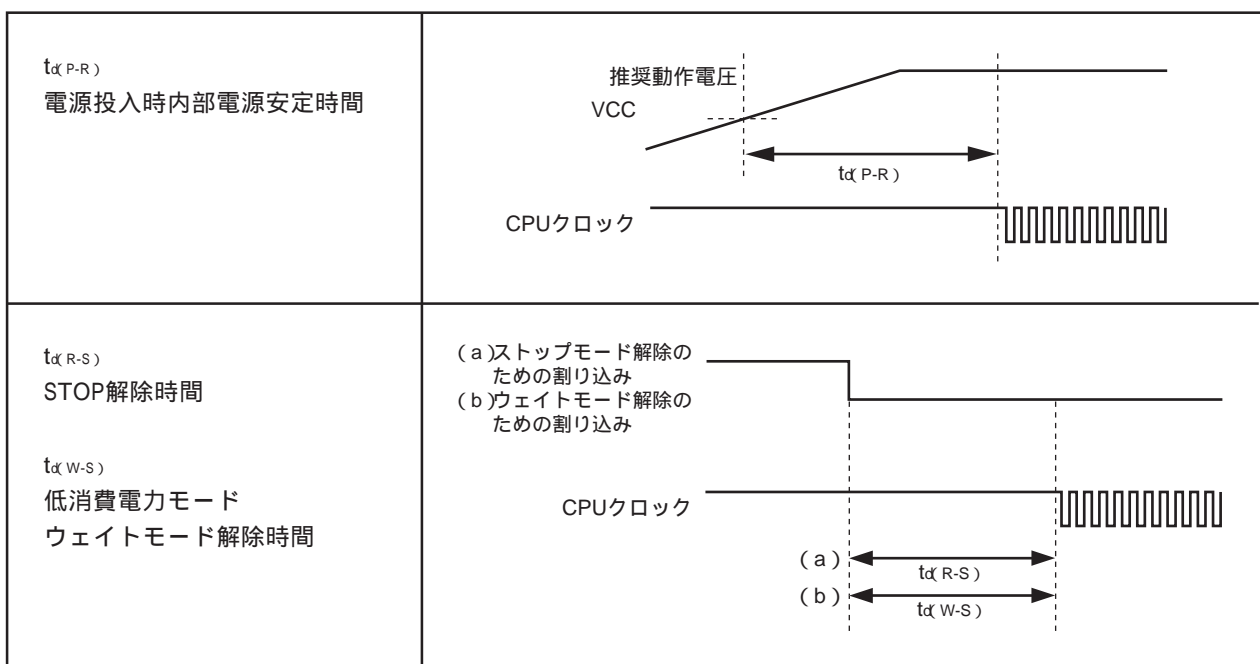 td(P-R)
電源投入時内部電源安定時間
推奨動作電圧
VCC
td(P-R)
CPUクロック
td(R-S)
STOP解除時間
td(W-S)
低消費電力モード
ウェイトモード解除時間
(a)ストップモード解除の
ための割り込み
(b)ウェイトモード解除の
ための割り込み
CPUクロック
(a)
td(R-S)
(b)
td(W-S)